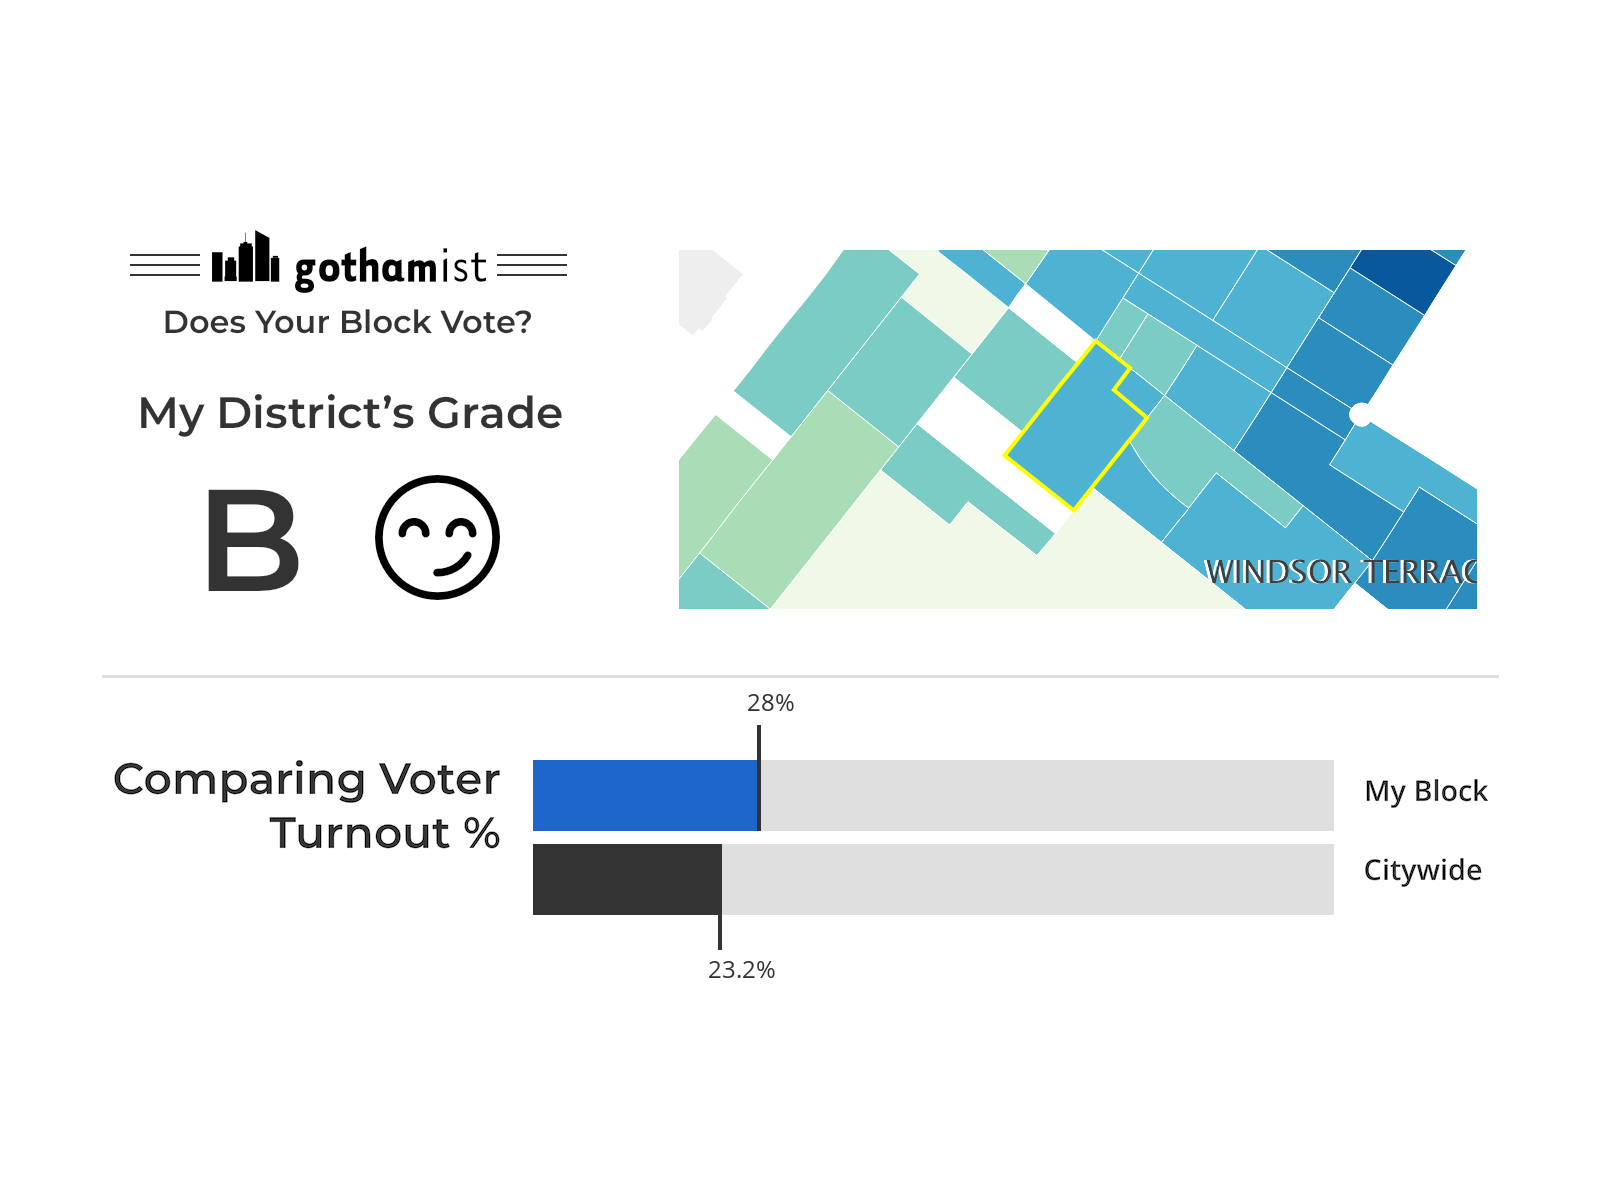 gothamist
Does Your Block Vote?
My District’s Grade
B
WINDSOR TERRAC
28%
Comparing Voter
Turnout %
My Block
Citywide
23.2%